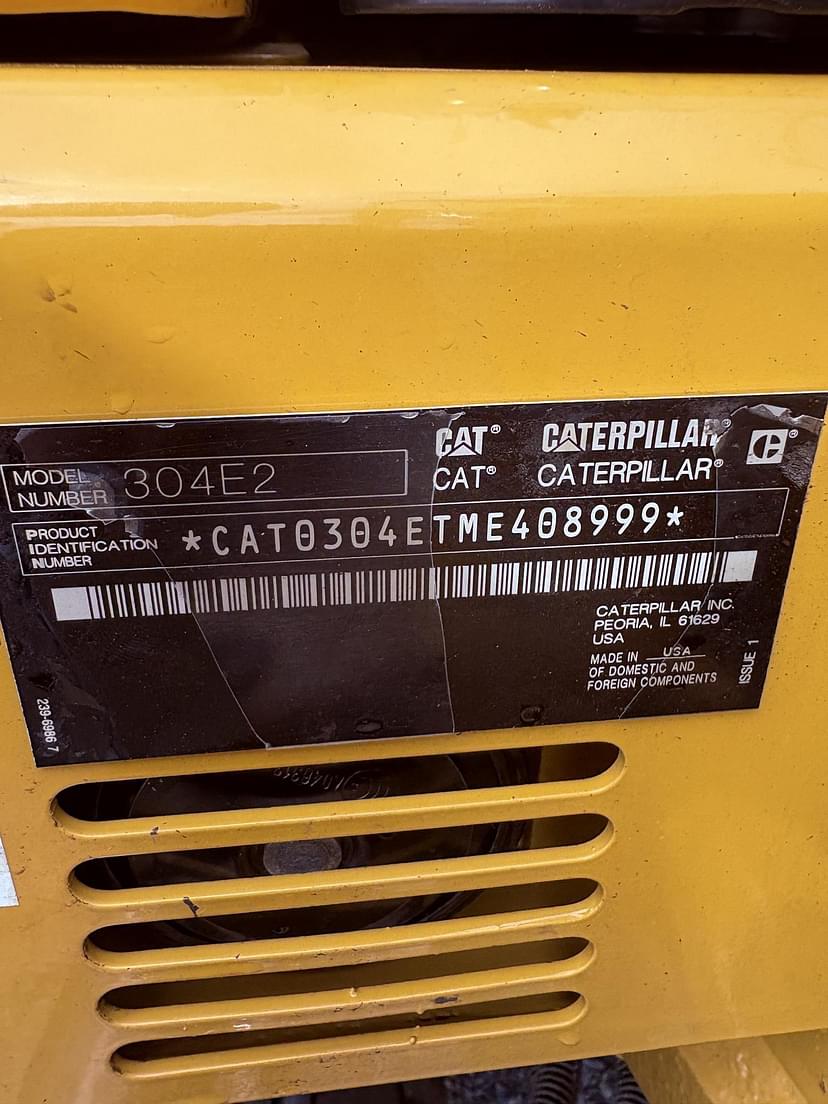 CAT® CATERPILLAR®
CAT® CATERPILLAR®
MODEL NUMBER 304E2
PRODUCT IDENTIFICATION NUMBER *CAT0304ETME408999*
CATERPILLAR INC.
PEORIA, IL 61629
USA
MADE IN USA
OF DOMESTIC AND
FOREIGN COMPONENTS
ISSUE 1
239-6986 7